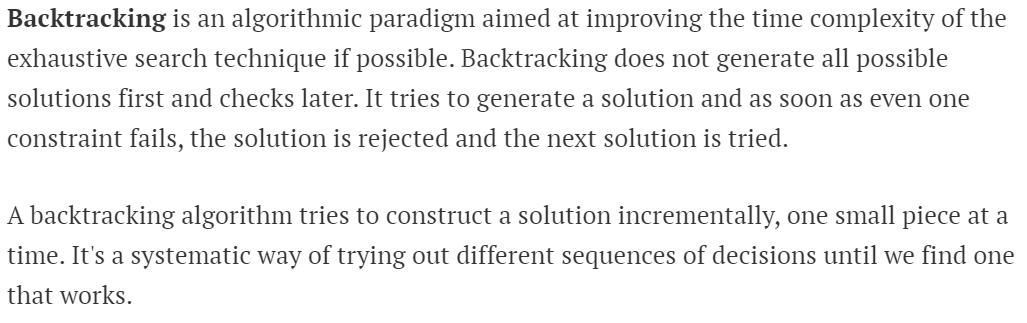 Backtracking is an algorithmic paradigm aimed at improving the time complexity of the
exhaustive search technique if possible. Backtracking does not generate all possible
solutions first and checks later. It tries to generate a solution and as soon as even one
constraint fails, the solution is rejected and the next solution is tried.
A backtracking algorithm tries to construct a solution incrementally, one small piece at a
time. It's a systematic way of trying out different sequences of decisions until we find one
that works.